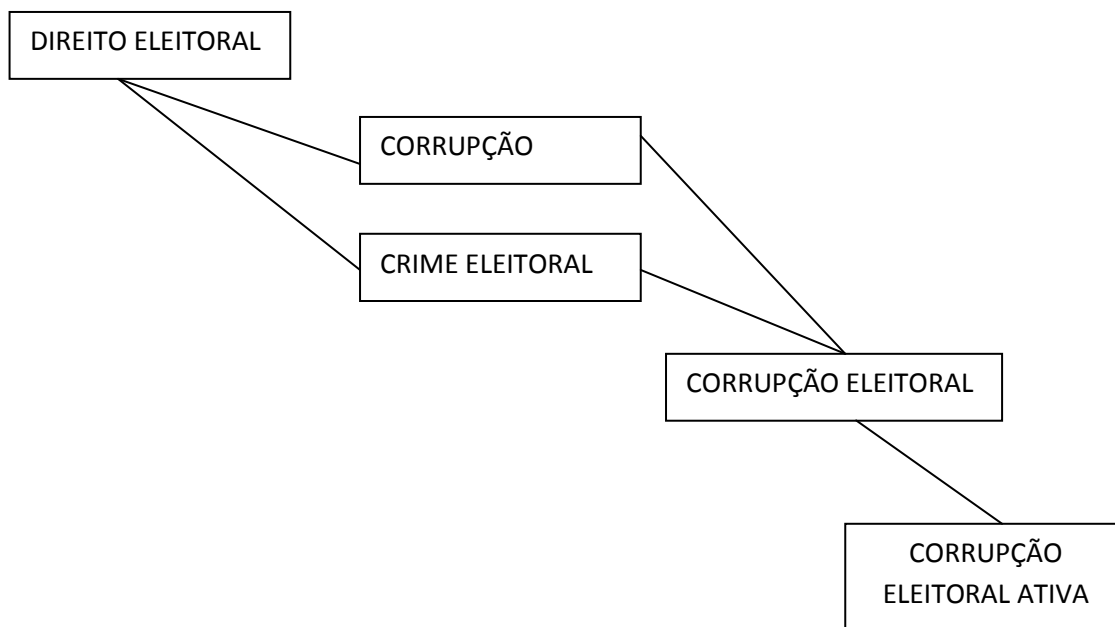 DIREITO ELEITORAL
CORRUPÇÃO
CRIME ELEITORAL
CORRUPÇÃO ELEITORAL
CORRUPÇÃO
ELEITORAL ATIVA